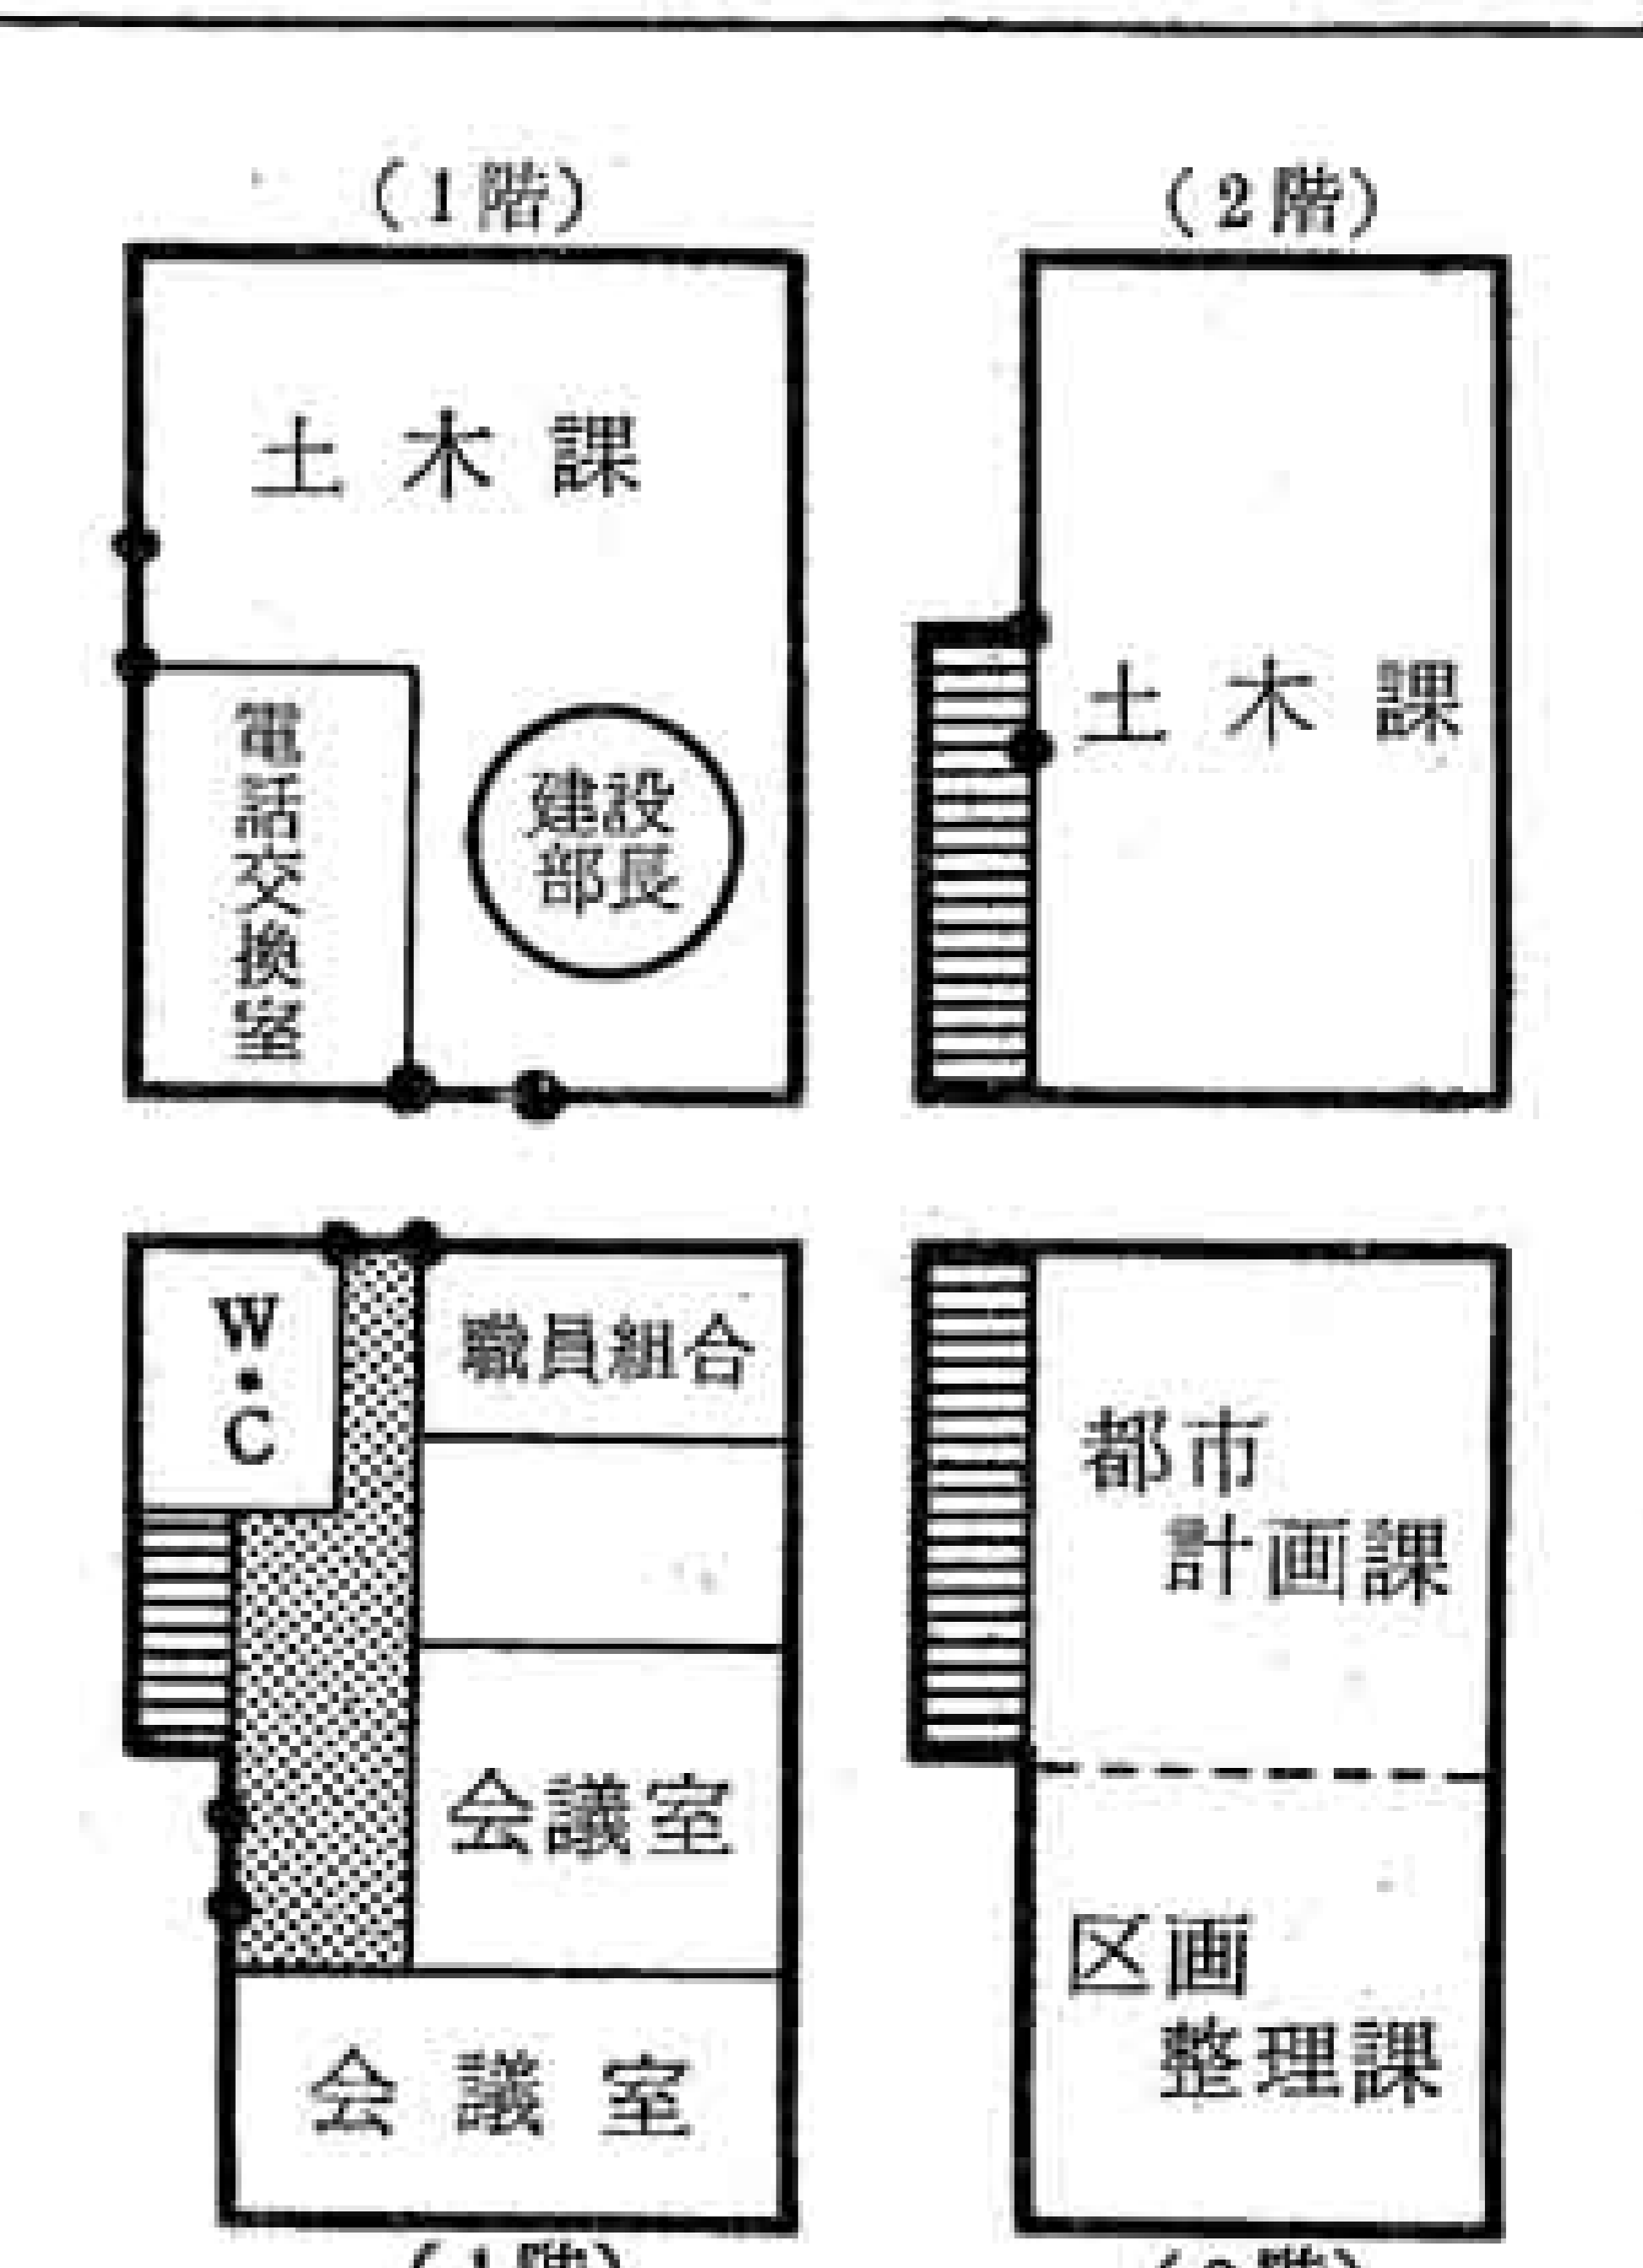 (1階)
(2階)
土木課
電話交換室
建設
部長
土木課
W・C
職員組合
会議室
会議室
都市
計画課
区画
整理課